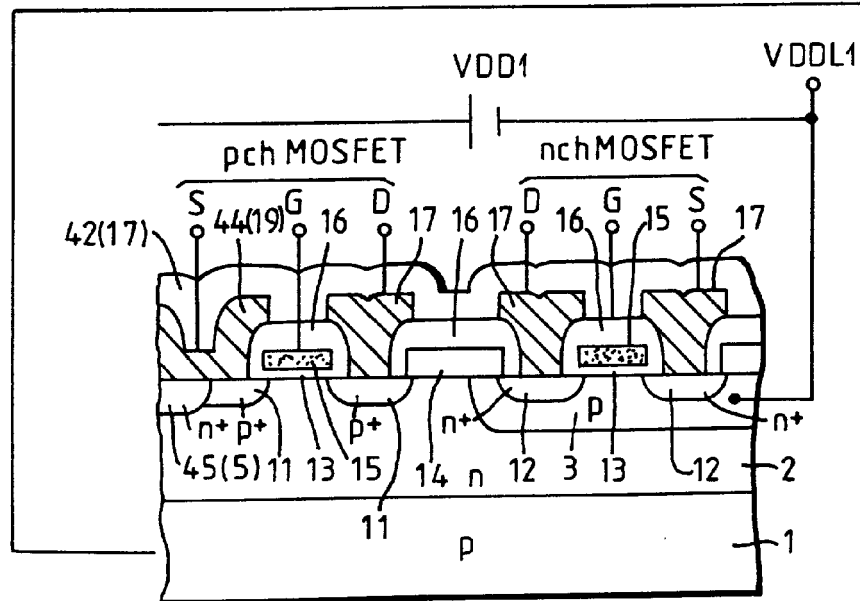 VDD1
VDDL1
pch MOSFET
nchMOSFET
S G D D G S
42(17) 44(19) 16 17 16 17 16 15 17
n+ p+ p+ n+ p n+
45(5) 11 13 15 14 11 n 12 3 13 12 2
p 1